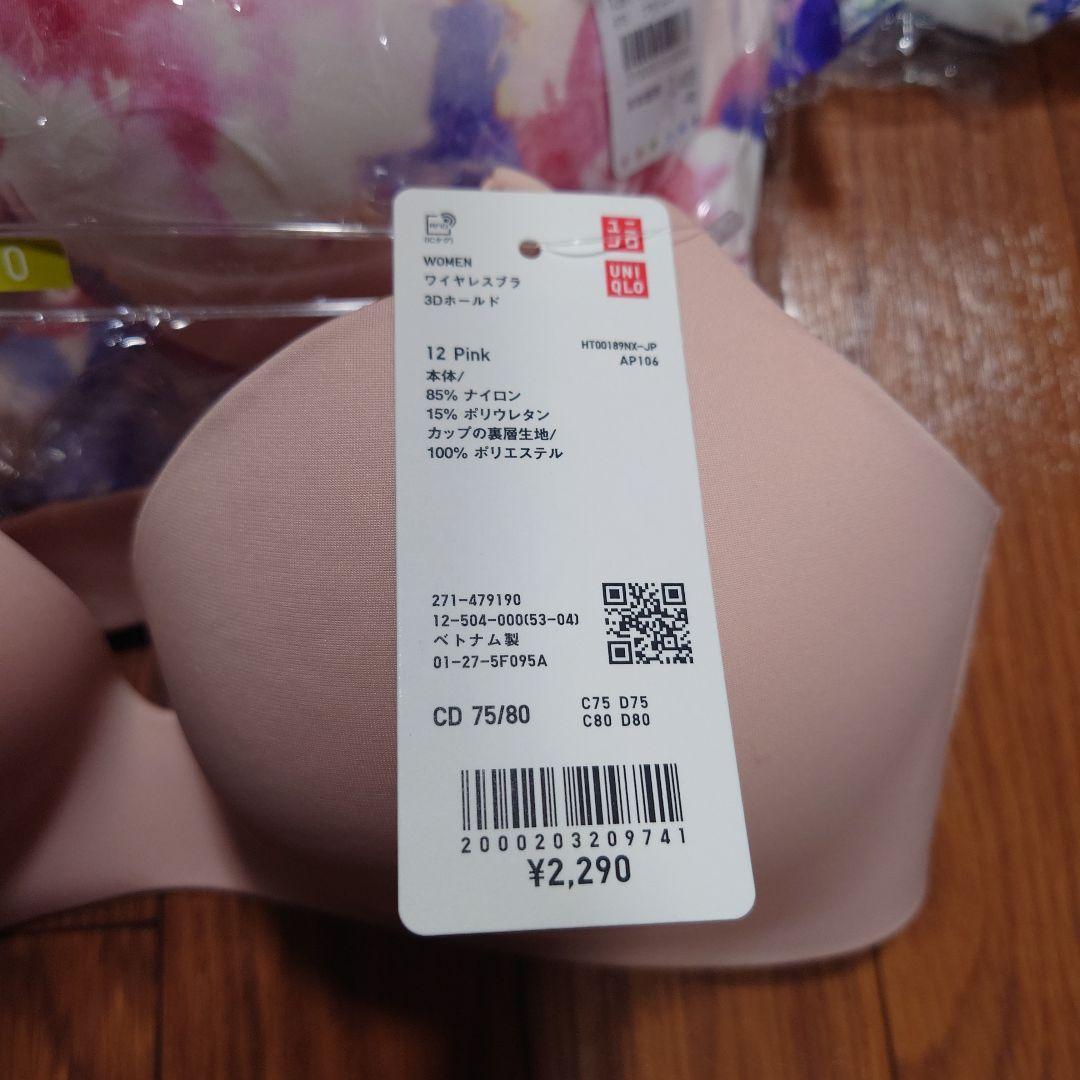 RFID
(ICタグ)
ユニ
クロ
UNI
QLO
WOMEN
ワイヤレスブラ
3Dホールド
12 Pink
HT00189NX-JP
AP106
本体/
85% ナイロン
15% ポリウレタン
カップの裏層生地/
100% ポリエステル
271-479190
12-504-000(53-04)
ベトナム製
01-27-5F095A
CD 75/80
C75 D75
C80 D80
2000203209741
¥2,290
0